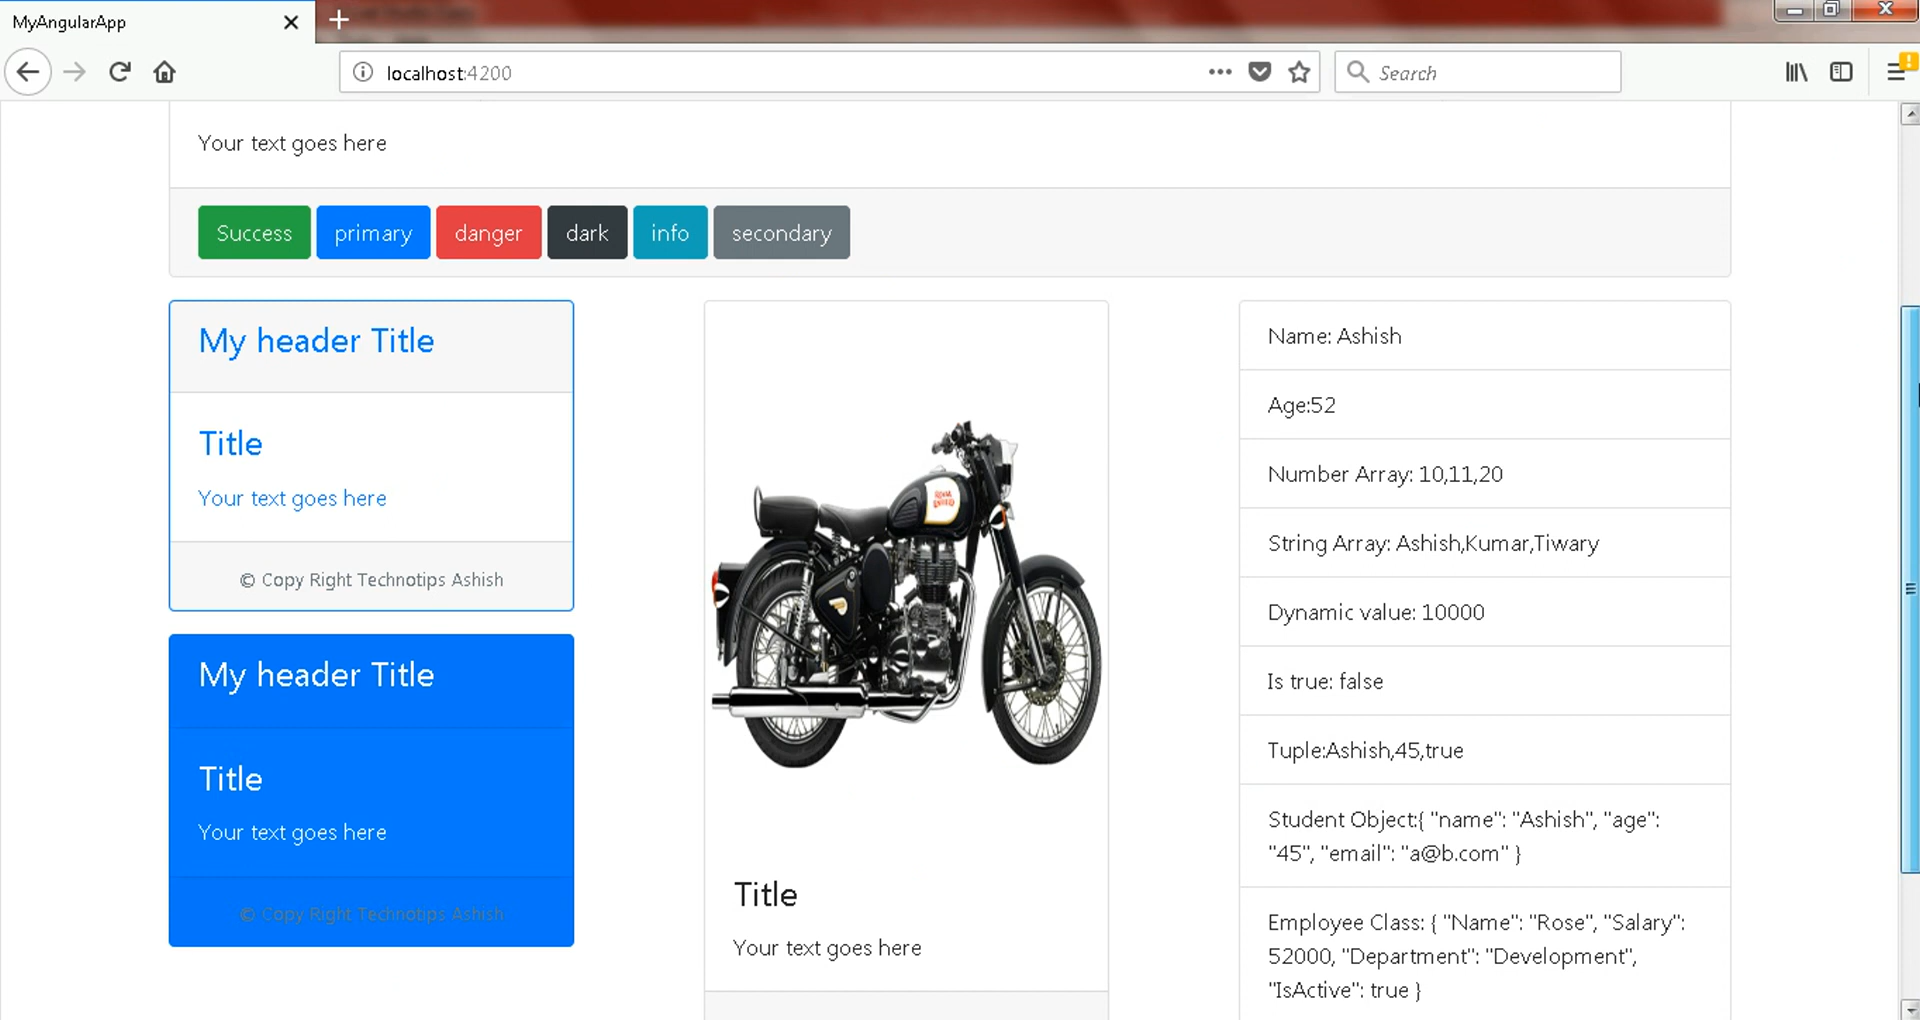 MyAngularApp
localhost:4200
Search
Your text goes here
Success primary danger dark info secondary
My header Title
Title
Your text goes here
© Copy Right Technotips Ashish
My header Title
Title
Your text goes here
© Copy Right Technotips Ashish
ROYAL
ENFIELD
Title
Your text goes here
Name: Ashish
Age:52
Number Array: 10,11,20
String Array: Ashish,Kumar,Tiwary
Dynamic value: 10000
Is true: false
Tuple:Ashish,45,true
Student Object:{ "name": "Ashish", "age":
"45", "email": "a@b.com" }
Employee Class: { "Name": "Rose", "Salary":
52000, "Department": "Development",
"IsActive": true }